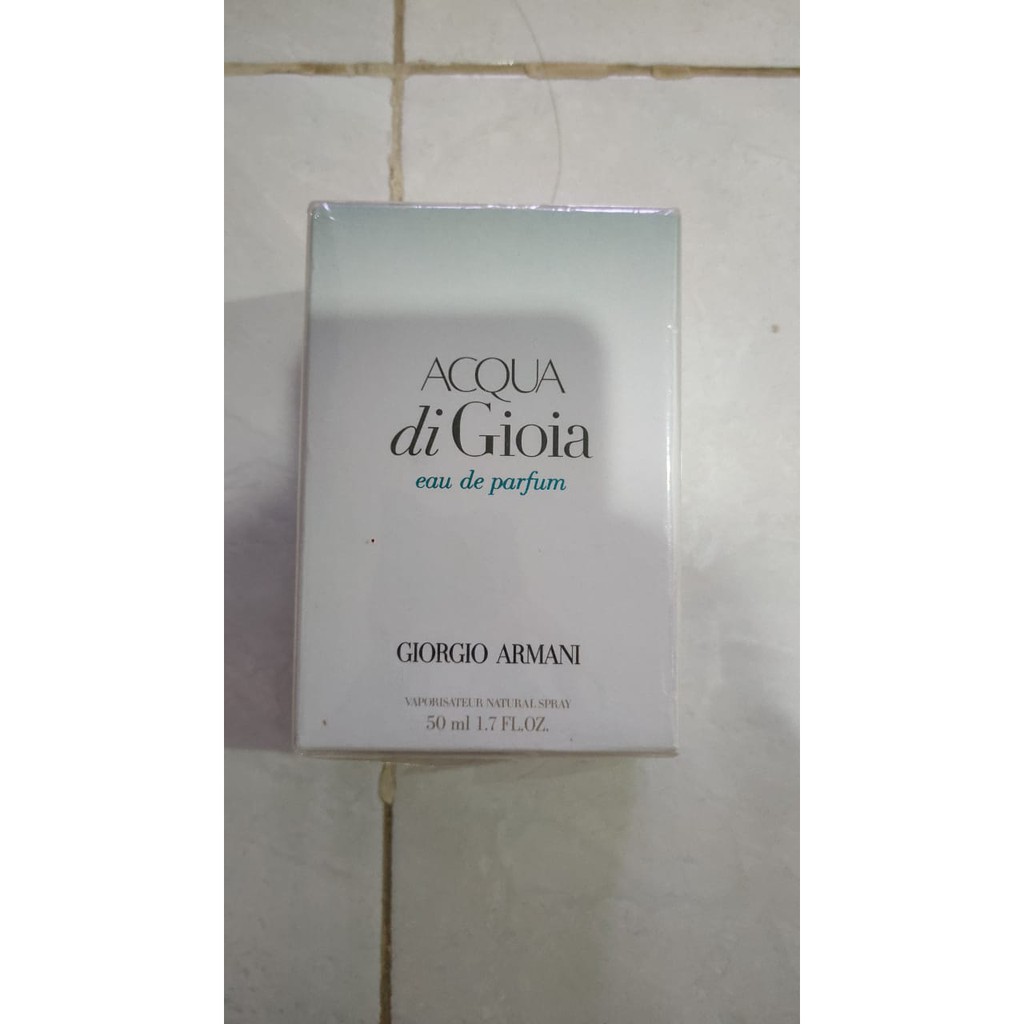 ACQUA
di Gioia
eau de parfum
GIORGIO ARMANI
VAPORISATEUR NATURAL SPRAY
50 ml 1.7 FL.OZ.